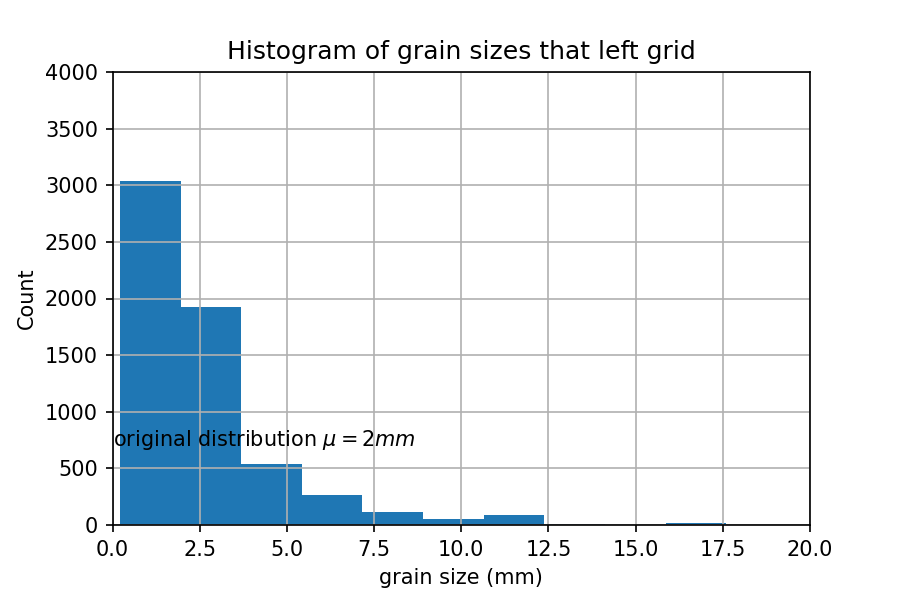 Histogram of grain sizes that left grid
4000
3500
3000
2500
2000
1500
1000
500
0
Count
original distribution μ = 2mm
0.0 2.5 5.0 7.5 10.0 12.5 15.0 17.5 20.0
grain size (mm)